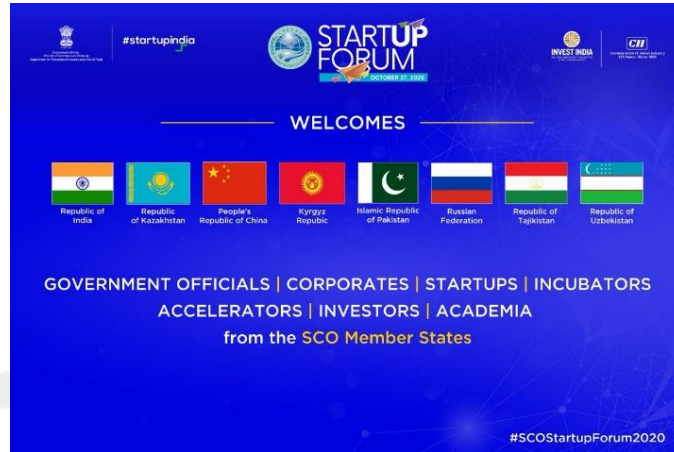 #startupindia
STARTUP
FORUM
OCTOBER 27, 2020
INVEST INDIA
CII
WELCOMES
Republic of
India
Republic
of Kazakhstan
People's
Republic of China
Kyrgyz
Repubic
Islamic Republic
of Pakistan
Russian
Federation
Republic of
Tajikistan
Republic of
Uzbekistan
GOVERNMENT OFFICIALS | CORPORATES | STARTUPS | INCUBATORS
ACCELERATORS | INVESTORS | ACADEMIA
from the SCO Member States
#SCOStartupForum2020